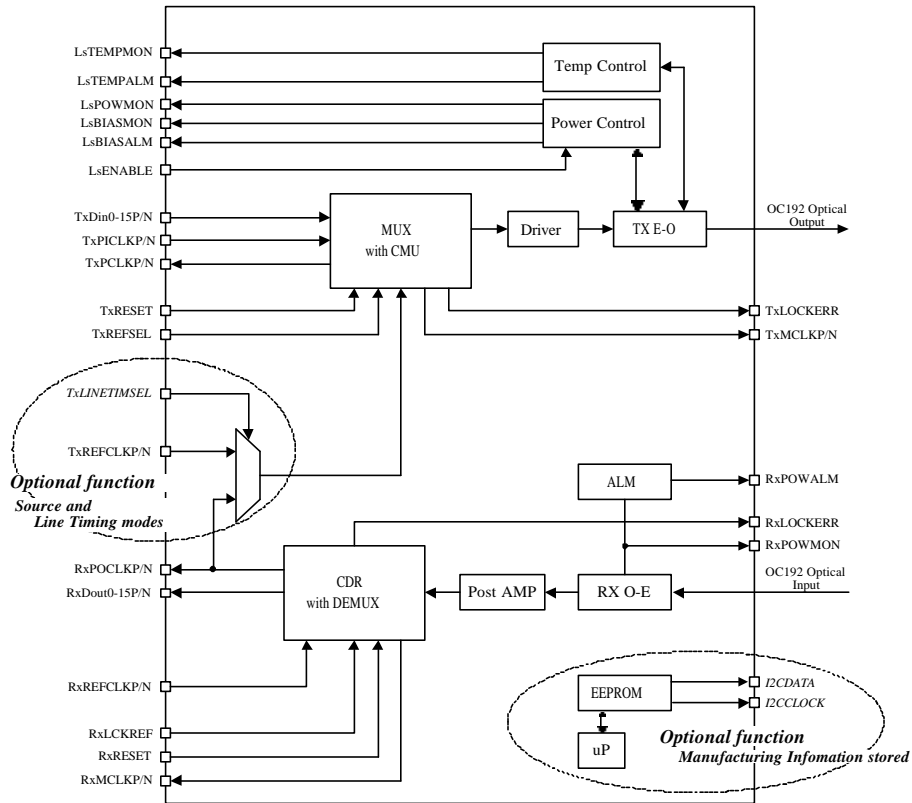 LsTEMPMON
LsTEMPALM
LsPOWMON
LsBIASMON
LsBIASALM
LsENABLE
Temp Control
Power Control
TxDin0-15P/N
TxPICLKP/N
TxPCLKP/N
MUX
with CMU
Driver
TX E-O
OC192 Optical
Output
TxRESET
TxREFSEL
TxLOCKERR
TxMCLKP/N
TxLINETIMSEL
TxREFCLKP/N
Optional function
Source and
Line Timing modes
ALM
RxPOWALM
RxLOCKERR
RxPOWMON
RxPOCLKP/N
RxDout0-15P/N
CDR
with DEMUX
Post AMP
RX O-E
OC192 Optical
Input
RxREFCLKP/N
RxLCKREF
RxRESET
RxMCLKP/N
EEPROM
I2CDATA
I2CCLOCK
uP
Optional function
Manufacturing Infomation stored